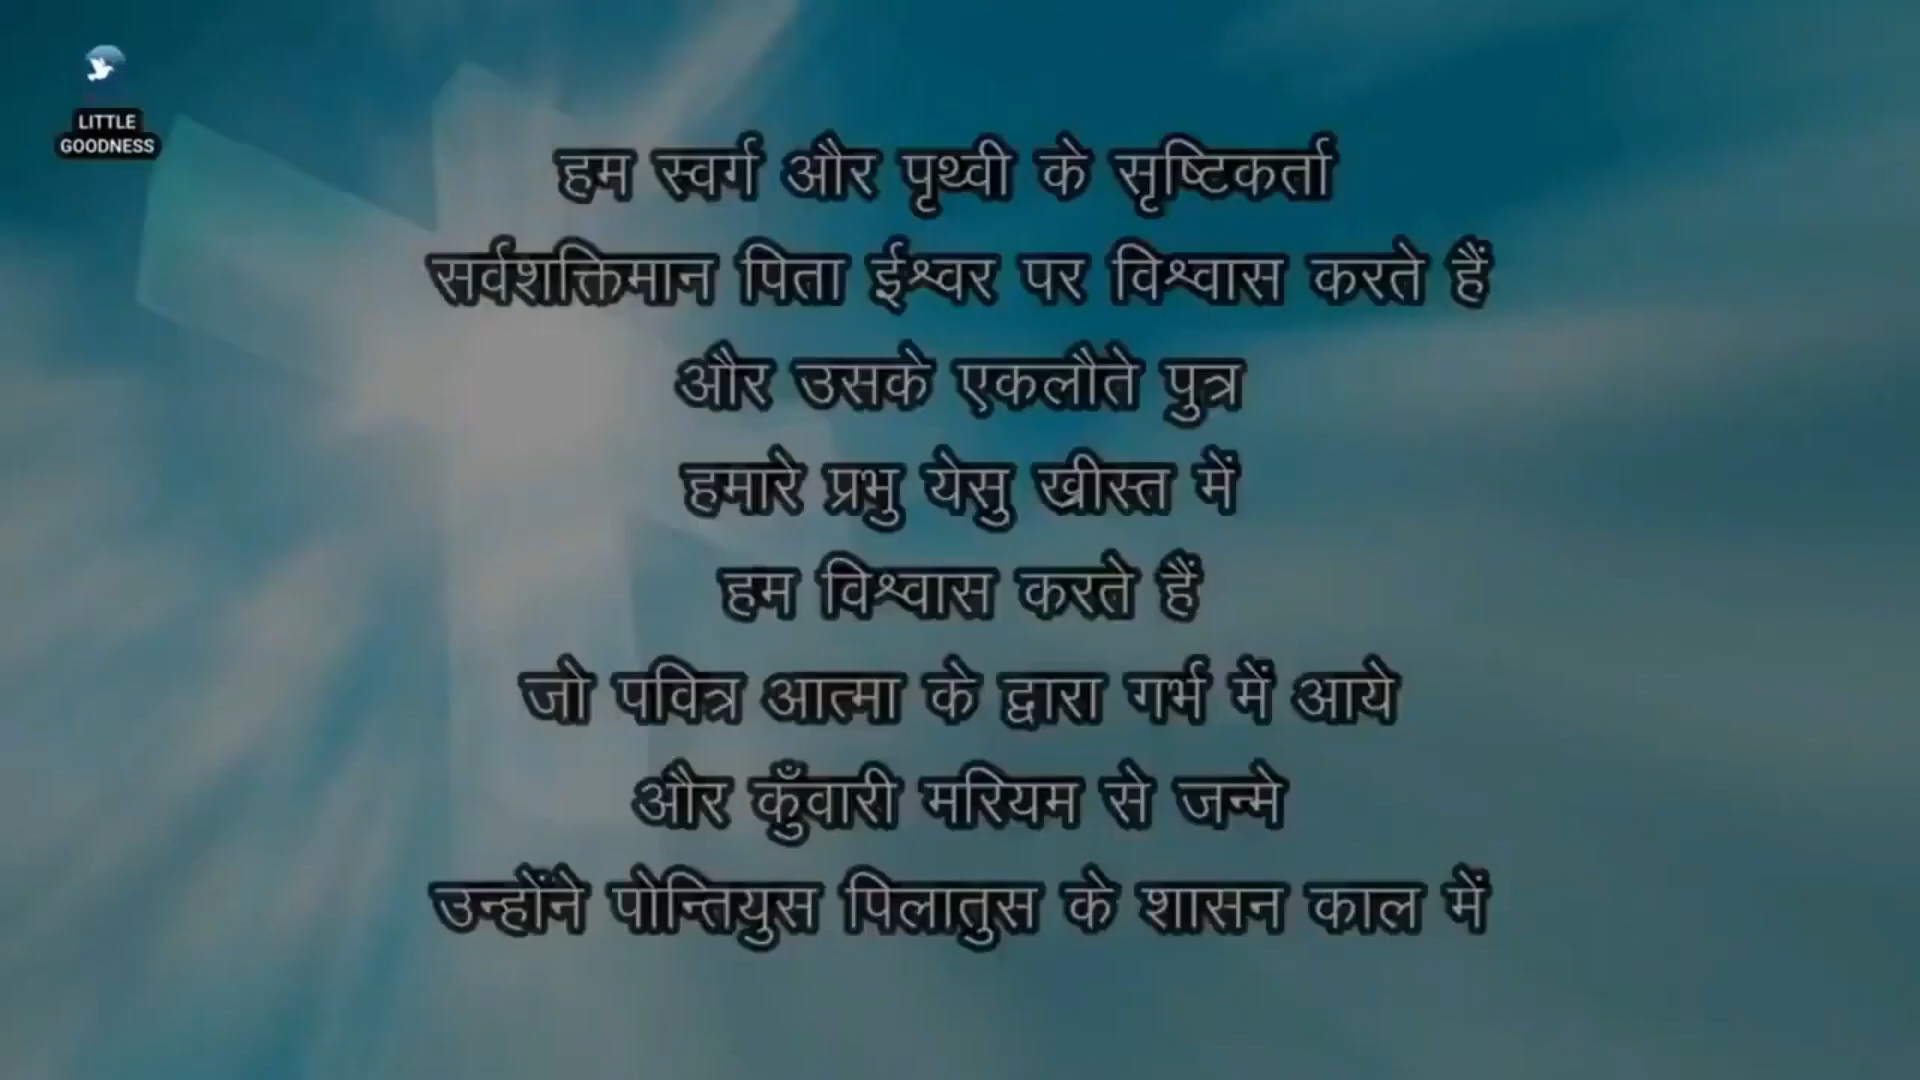 LITTLE
GOODNESS
हम स्वर्ग और पृथ्वी के सृष्टिकर्ता
सर्वशक्तिमान पिता ईश्वर पर विश्वास करते हैं
और उसके एकलौते पुत्र
हमारे प्रभु येसु ख्रीस्त में
हम विश्वास करते हैं
जो पवित्र आत्मा के द्वारा गर्भ में आये
और कुँवारी मरियम से जन्मे
उन्होंने पोन्तियुस पिलातुस के शासन काल में